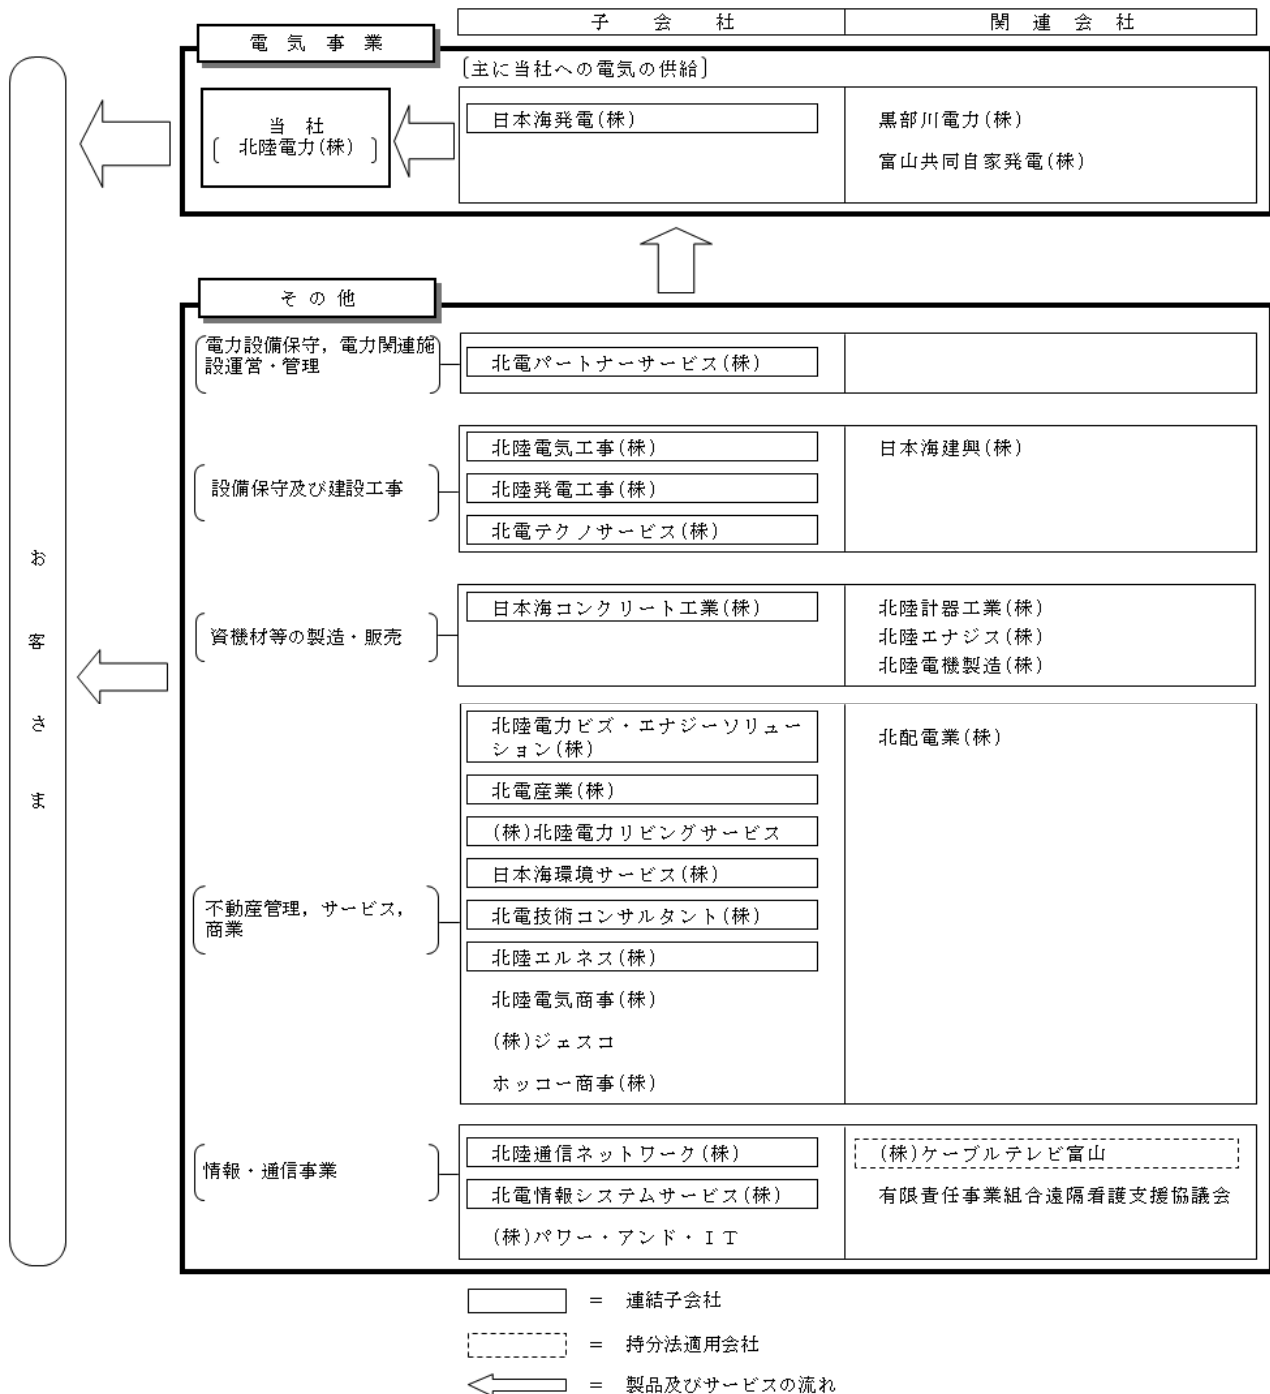 子会社
関連会社
電気事業
〔主に当社への電気の供給〕
当社
〔北陸電力(株)〕
日本海発電(株)
黒部川電力(株)
富山共同自家発電(株)
その他
電力設備保守，電力関連施
設運営・管理
北電パートナーサービス(株)
設備保守及び建設工事
北陸電気工事(株)
北陸発電工事(株)
北電テクノサービス(株)
日本海建興(株)
資機材等の製造・販売
日本海コンクリート工業(株)
北陸計器工業(株)
北陸エナジス(株)
北陸電機製造(株)
不動産管理，サービス，
商業
北陸電力ビズ・エナジーソリュー
ション(株)
北電産業(株)
(株)北陸電力リビングサービス
日本海環境サービス(株)
北電技術コンサルタント(株)
北陸エルネス(株)
北陸電気商事(株)
(株)ジェスコ
ホッコー商事(株)
北配電業(株)
情報・通信事業
北陸通信ネットワーク(株)
北電情報システムサービス(株)
(株)パワー・アンド・ＩＴ
(株)ケーブルテレビ富山
有限責任事業組合遠隔看護支援協議会
お客さま
＝ 連結子会社
＝ 持分法適用会社
＝ 製品及びサービスの流れ